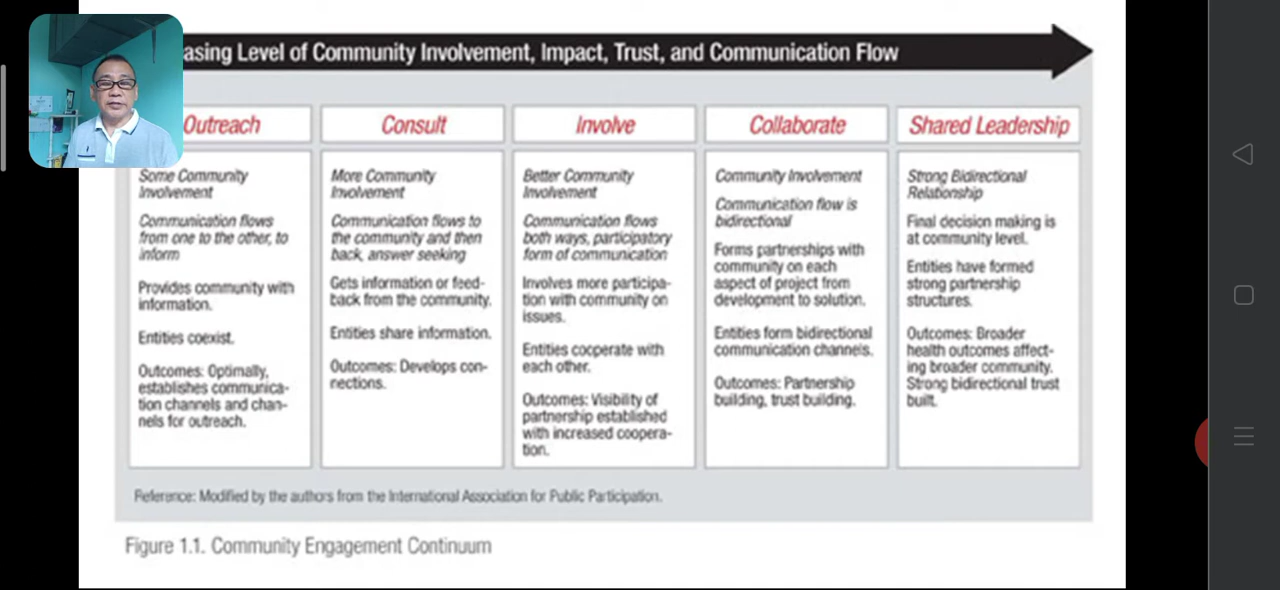 asing Level of Community Involvement, Impact, Trust, and Communication Flow
Outreach
Some Community
Involvement
Communication flows
from one to the other, to
inform
Provides community with
information.
Entities coexist.
Outcomes: Optimally,
establishes communica-
tion channels and chan-
nels for outreach.
Consult
More Community
Involvement
Communication flows to
the community and then
back, answer seeking
Gets information or feed-
back from the community.
Entities share information.
Outcomes: Develops con-
nections.
Involve
Better Community
Involvement
Communication flows
both ways, participatory
form of communication
Involves more participa-
tion with community on
issues.
Entities cooperate with
each other.
Outcomes: Visibility of
partnership established
with increased coopera-
tion.
Collaborate
Community Involvement
Communication flow is
bidirectional
Forms partnerships with
community on each
aspect of project from
development to solution.
Entities form bidirectional
communication channels.
Outcomes: Partnership
building, trust building.
Shared Leadership
Strong Bidirectional
Relationship
Final decision making is
at community level.
Entities have formed
strong partnership
structures.
Outcomes: Broader
health outcomes affect-
ing broader community.
Strong bidirectional trust
built.
Reference: Modified by the authors from the International Association for Public Participation.
Figure 1.1. Community Engagement Continuum